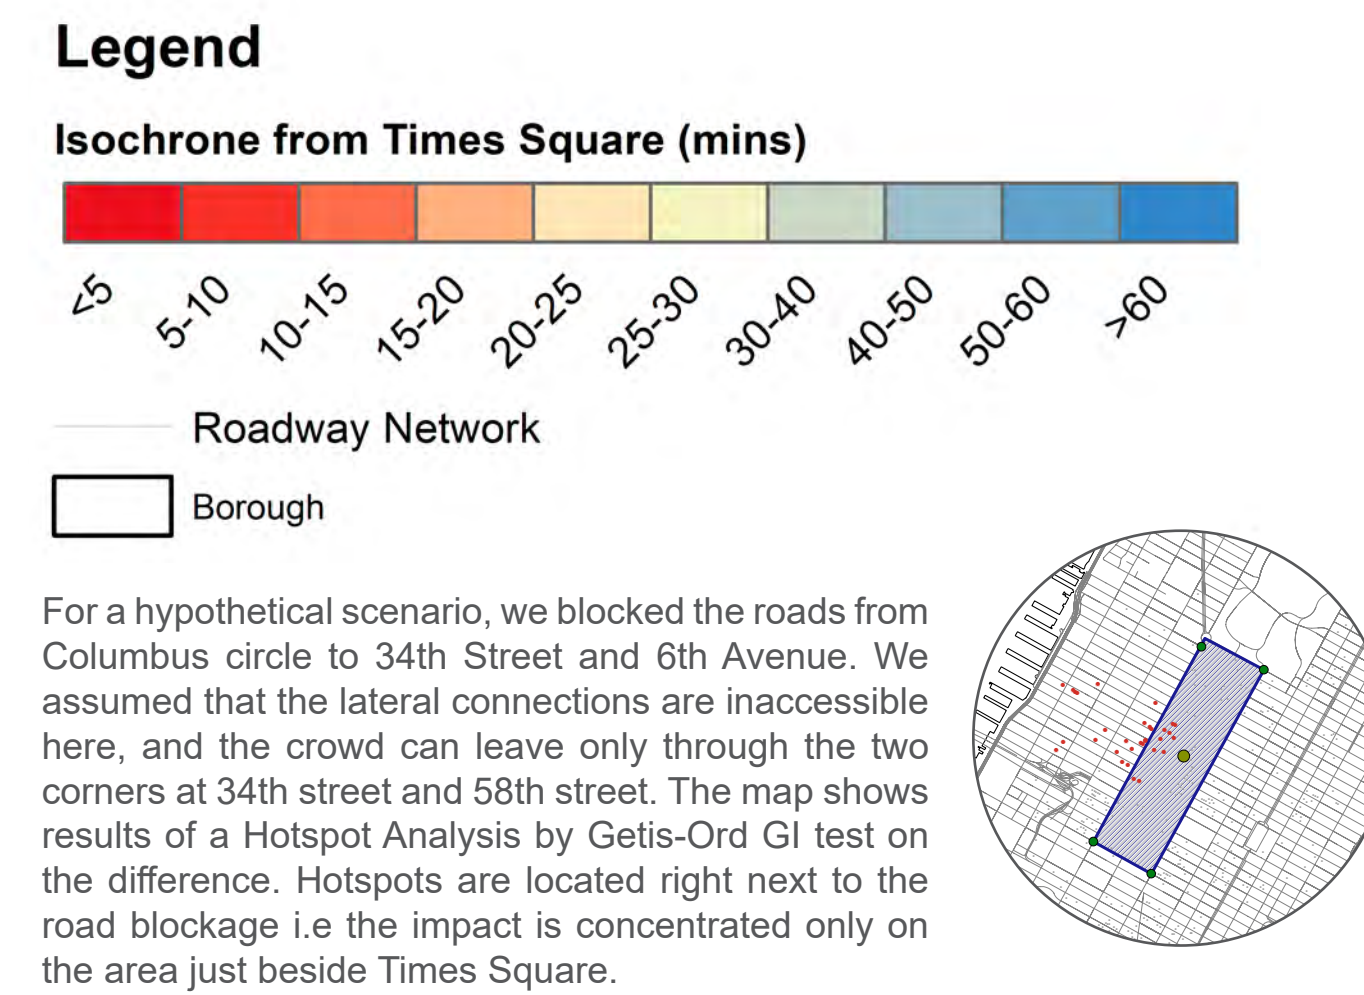 Legend
Isochrone from Times Square (mins)
<5
5-10
10-15
15-20
20-25
25-30
30-40
40-50
50-60
>60
Roadway Network
Borough
For a hypothetical scenario, we blocked the roads from
Columbus circle to 34th Street and 6th Avenue. We
assumed that the lateral connections are inaccessible
here, and the crowd can leave only through the two
corners at 34th street and 58th street. The map shows
results of a Hotspot Analysis by Getis-Ord GI test on
the difference. Hotspots are located right next to the
road blockage i.e the impact is concentrated only on
the area just beside Times Square.